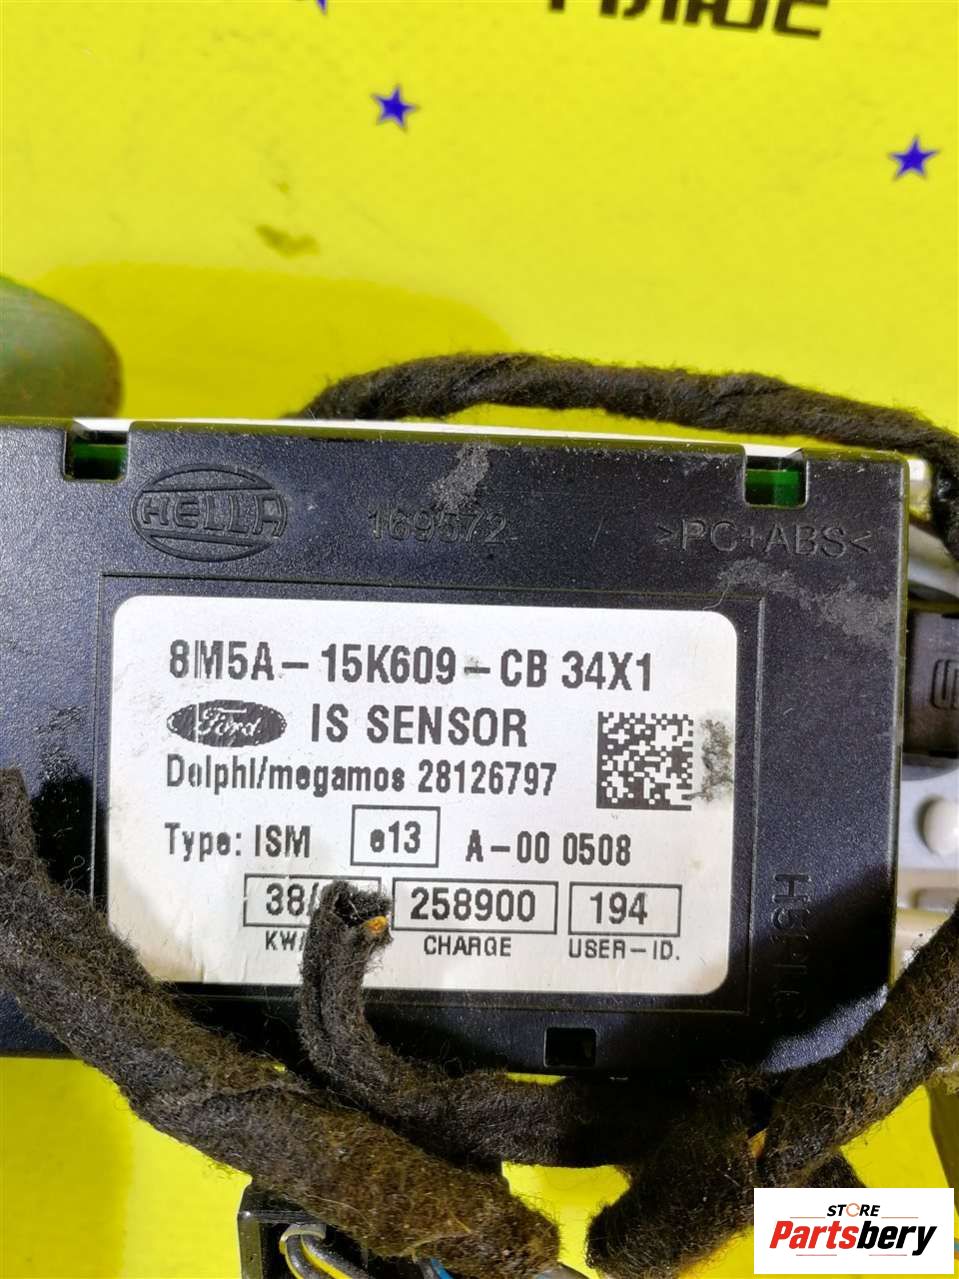 ПЛЮС
HELLA
169572
>PC+ABS<
8M5A-15K609-CB 34X1
Ford IS SENSOR
Delphi/megamos 28126797
Type: ISM e13 A-00 0508
38/
258900
194
KW/
CHARGE
USER-ID.
STORE
Partsbery